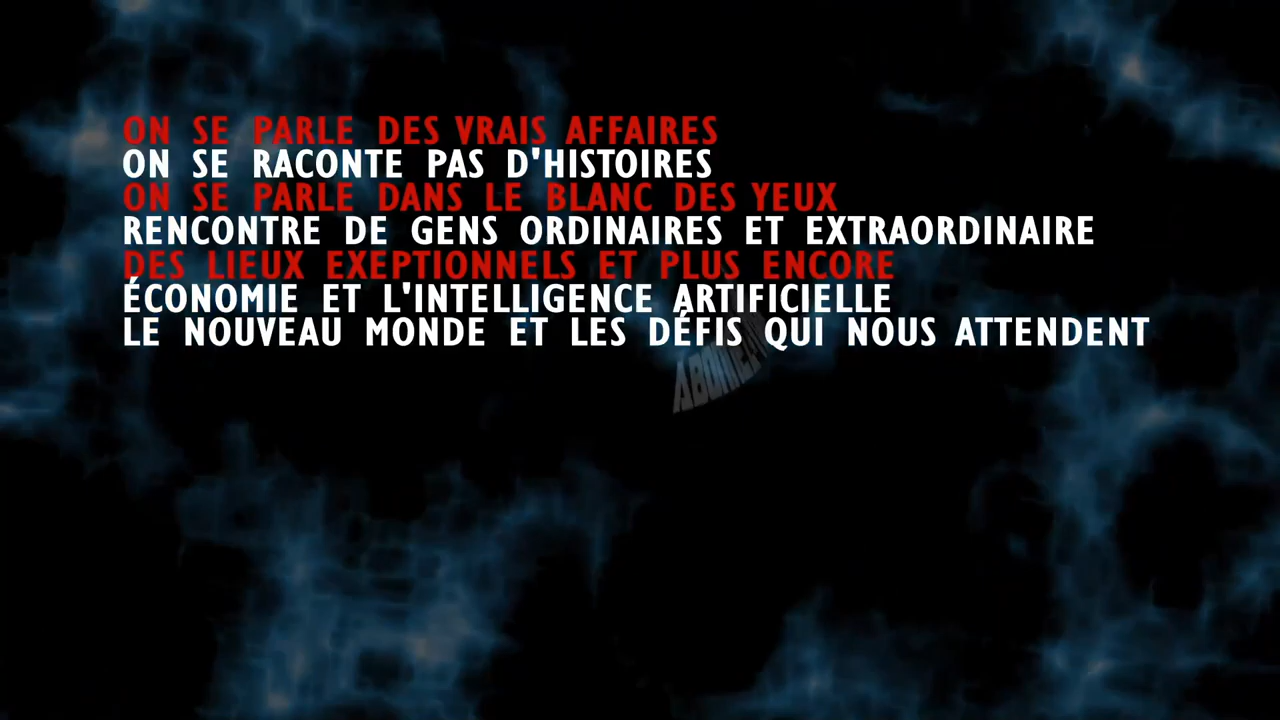 ON SE PARLE DES VRAIS AFFAIRES
ON SE RACONTE PAS D'HISTOIRES
ON SE PARLE DANS LE BLANC DES YEUX
RENCONTRE DE GENS ORDINAIRES ET EXTRAORDINAIRE
DES LIEUX EXEPTIONNELS ET PLUS ENCORE
ÉCONOMIE ET L'INTELLIGENCE ARTIFICIELLE
LE NOUVEAU MONDE ET LES DÉFIS QUI NOUS ATTENDENT